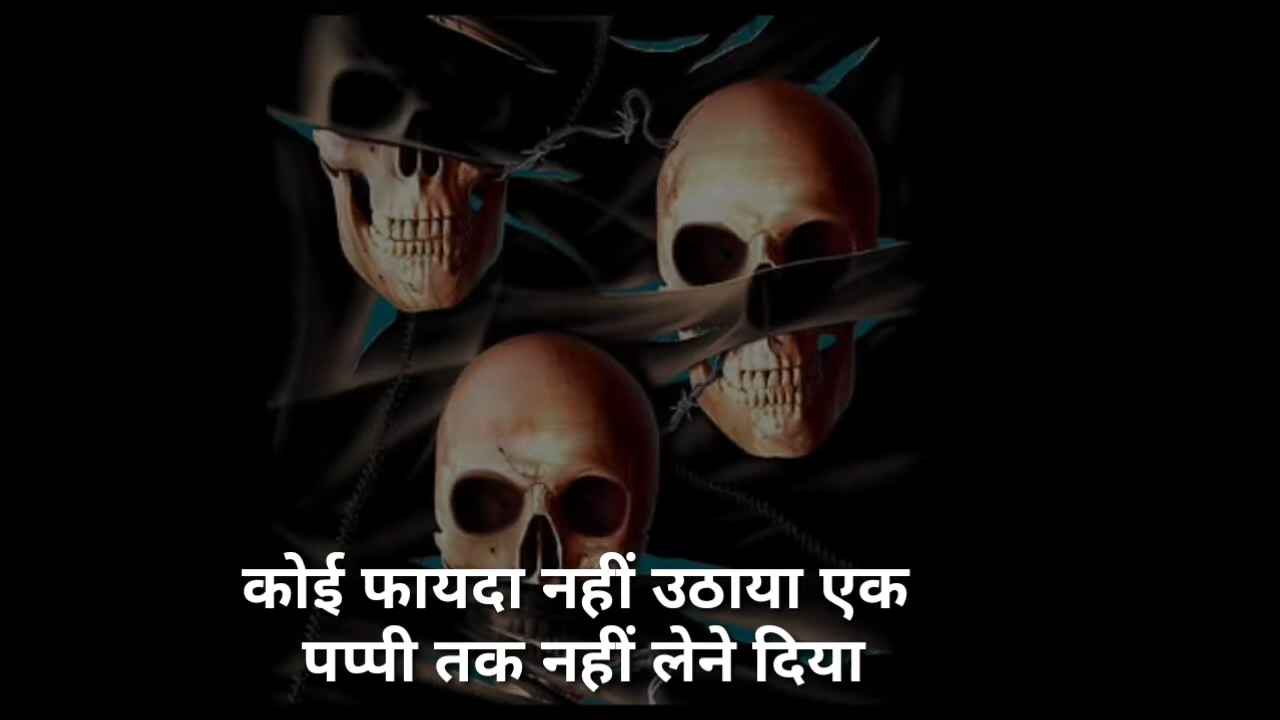 कोई फायदा नहीं उठाया एक
पप्पी तक नहीं लेने दिया